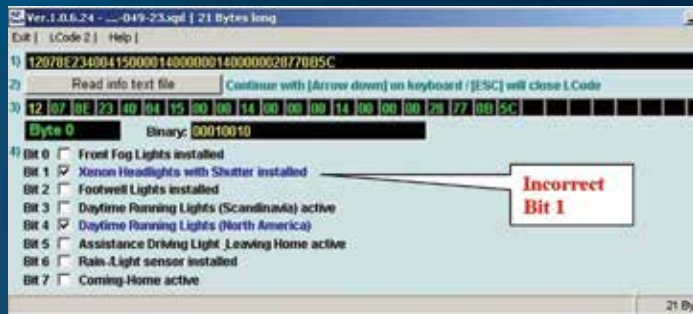 Ver.1.0.6.24 - ...-049-23.xpl | 21 Bytes long
Exit | LCode 2 | Help |
1) 12078E23400415000014000000140000002877085C
2) Read info text file Continue with [Arrow down] on keyboard / [ESC] will close LCode
3) 12 07 8E 23 40 04 15 00 00 14 00 00 00 14 00 00 00 28 77 08 5C
Byte 0 Binary: 00010010
4) Bit 0 Front Fog Lights installed
Bit 1 Xenon Headlights with Shutter installed
Bit 2 Footwell Lights installed
Bit 3 Daytime Running Lights (Scandinavia) active
Bit 4 Daytime Running Lights (North America)
Bit 5 Assistance Driving Light _Leaving Home active
Bit 6 Rain-/Light sensor installed
Bit 7 Coming-Home active
Incorrect
Bit 1
21 By